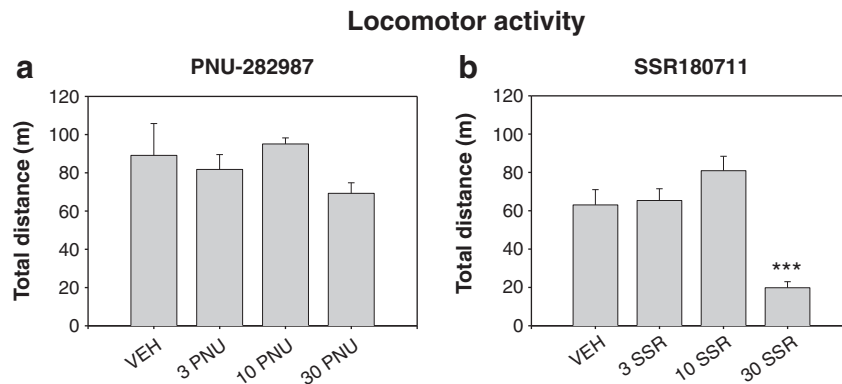 Locomotor activity
a
PNU-282987
Total distance (m)
120
100
80
60
40
20
0
VEH
3 PNU
10 PNU
30 PNU
b
SSR180711
Total distance (m)
120
100
80
60
40
20
0
***
VEH
3 SSR
10 SSR
30 SSR